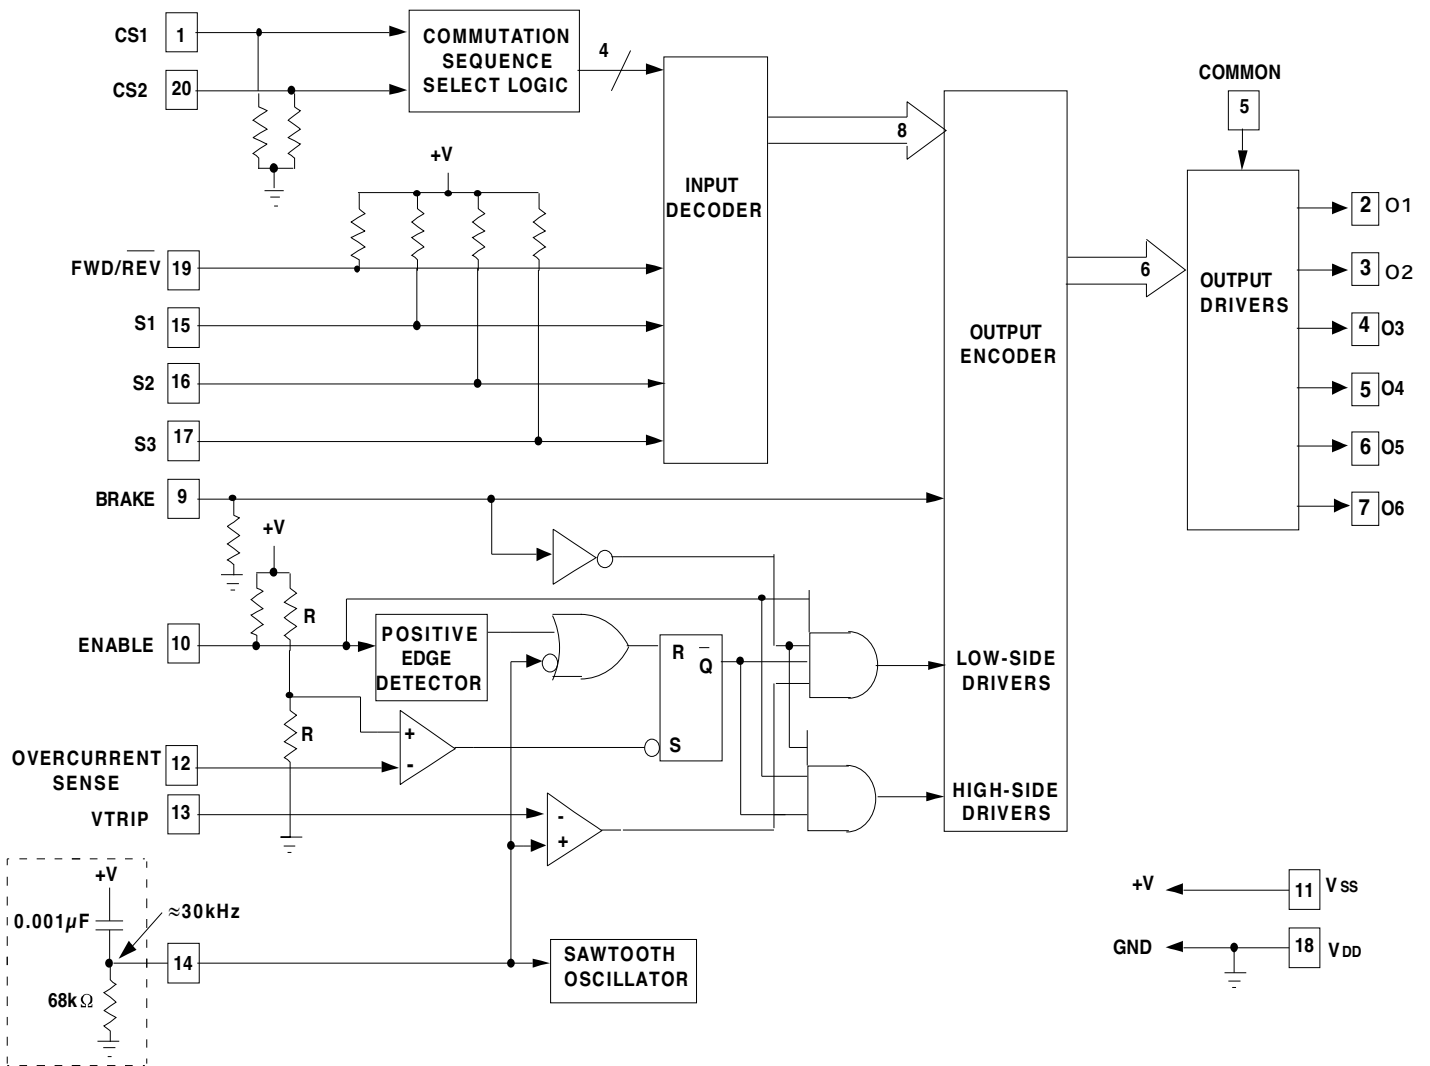 CS1 1
CS2 20
COMMUTATION
SEQUENCE
SELECT LOGIC
4
+V
INPUT
DECODER
8
COMMON
5
FWD/REV 19
S1 15
S2 16
S3 17
BRAKE 9
OUTPUT
ENCODER
6
OUTPUT
DRIVERS
2 O1
3 O2
4 O3
5 O4
6 O5
7 O6
+V
R
ENABLE 10
POSITIVE
EDGE
DETECTOR
R Q
S
LOW-SIDE
DRIVERS
R
+
-
OVERCURRENT
SENSE
12
VTRIP 13
-
+
HIGH-SIDE
DRIVERS
+V
0.001µF
≈30kHz
14
68kΩ
SAWTOOTH
OSCILLATOR
+V 11 VSS
GND 18 VDD